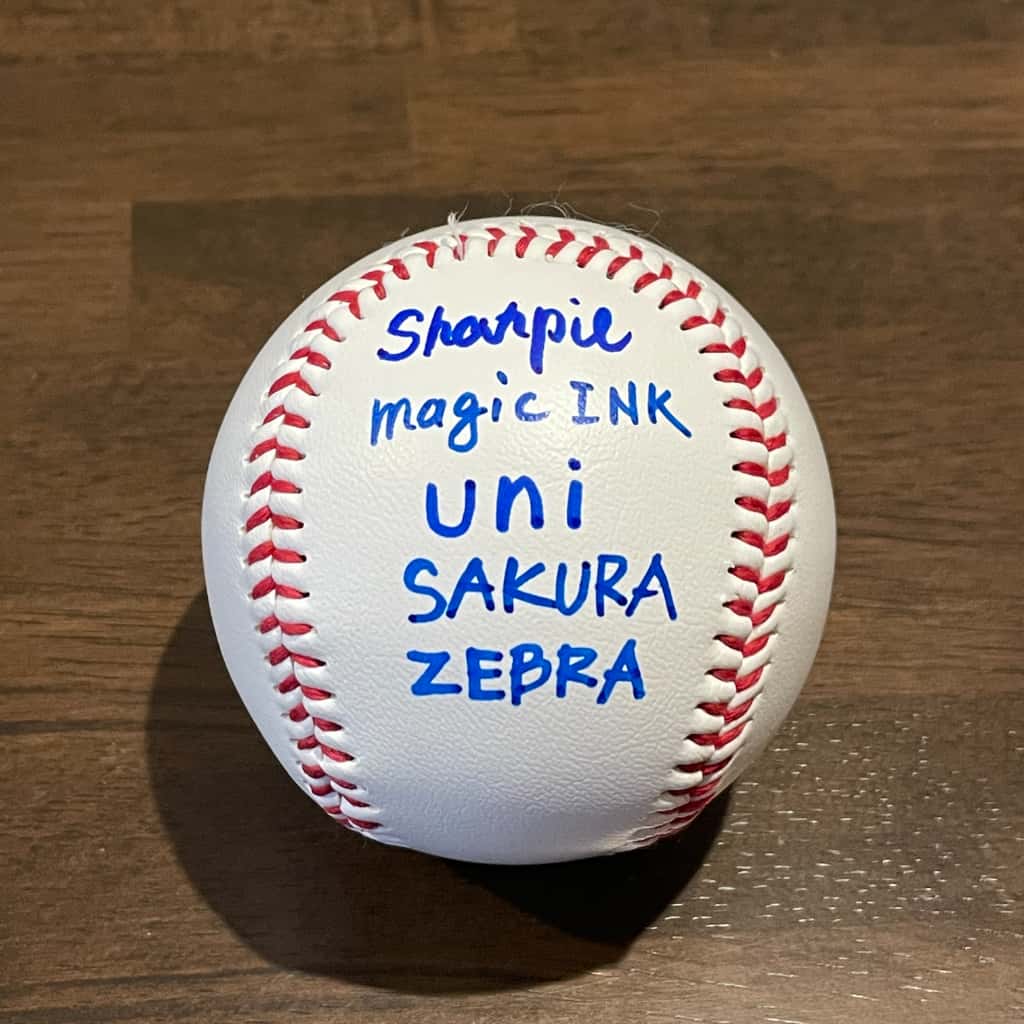 Sharpie
magic INK
uni
SAKURA
ZEBRA